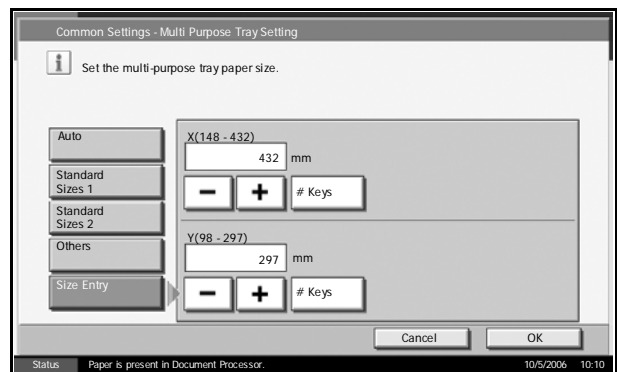 Common Settings - Multi Purpose Tray Setting
i Set the multi-purpose tray paper size.
Auto
Standard
Sizes 1
Standard
Sizes 2
Others
Size Entry
X(148 - 432)
432 mm
− + # Keys
Y(98 - 297)
297 mm
− + # Keys
Cancel OK
Status Paper is present in Document Processor. 10/5/2006 10:10